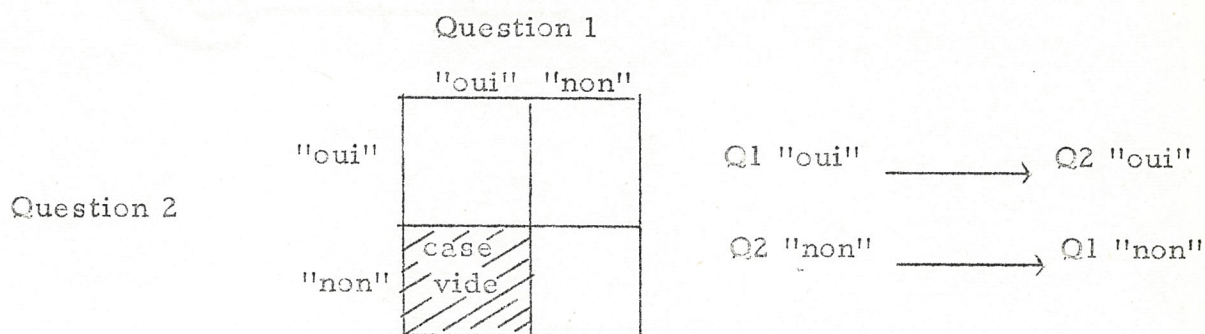 Question 1
"oui" "non"
"oui"
Q1 "oui" Q2 "oui"
Question 2
case
Q2 "non" Q1 "non"
"non" vide